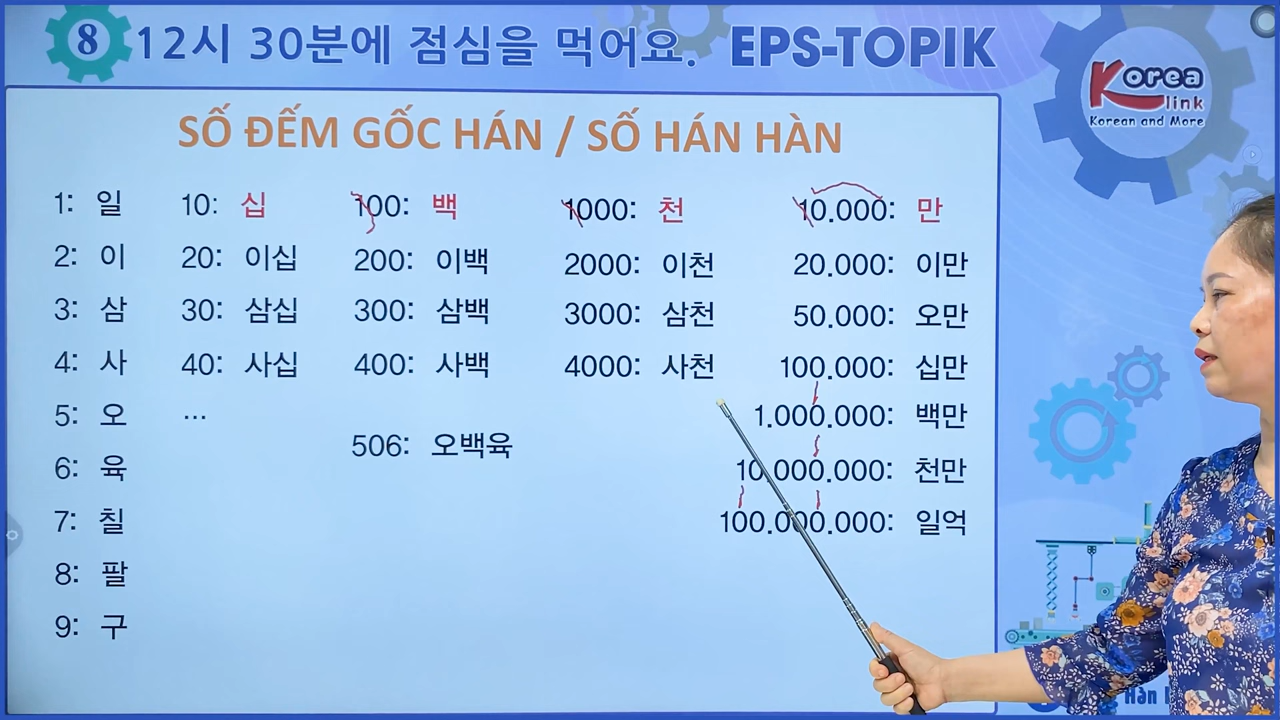 8 12시 30분에 점심을 먹어요. EPS-TOPIK
Korea
link
Korean and More
SỐ ĐẾM GỐC HÁN / SỐ HÁN HÀN
1: 일 10: 십 100: 백 1000: 천 10.000: 만
2: 이 20: 이십 200: 이백 2000: 이천 20.000: 이만
3: 삼 30: 삼십 300: 삼백 3000: 삼천 50.000: 오만
4: 사 40: 사십 400: 사백 4000: 사천 100.000: 십만
5: 오 ... 1.000.000: 백만
506: 오백육
6: 육 10.000.000: 천만
7: 칠 100.000.000: 일억
8: 팔
9: 구
Hàn